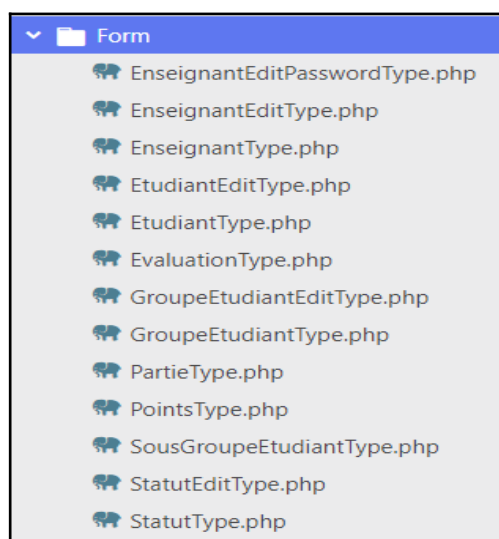 Form
EnseignantEditPasswordType.php
EnseignantEditType.php
EnseignantType.php
EtudiantEditType.php
EtudiantType.php
EvaluationType.php
GroupeEtudiantEditType.php
GroupeEtudiantType.php
PartieType.php
PointsType.php
SousGroupeEtudiantType.php
StatutEditType.php
StatutType.php